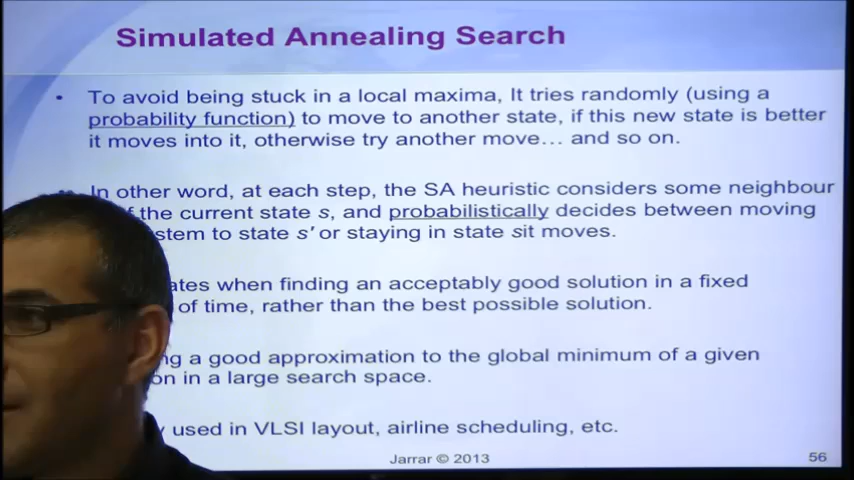 Simulated Annealing Search
• To avoid being stuck in a local maxima, It tries randomly (using a
probability function) to move to another state, if this new state is better
it moves into it, otherwise try another move… and so on.
In other word, at each step, the SA heuristic considers some neighbour
the current state s, and probabilistically decides between moving
to state s' or staying in state sit moves.
when finding an acceptably good solution in a fixed
of time, rather than the best possible solution.
a good approximation to the global minimum of a given
in a large search space.
used in VLSI layout, airline scheduling, etc.
Jarrar © 2013
56